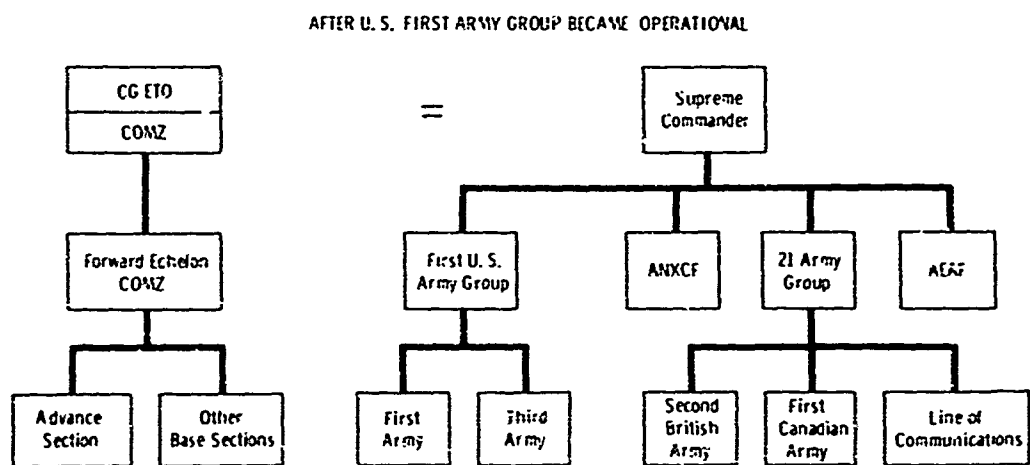 AFTER U. S. FIRST ARMY GROUP BECAME OPERATIONAL
CG ETO
COMZ
=
Supreme
Commander
Forward Echelon
COMZ
First U. S.
Army Group
ANXCF
21 Army
Group
AEAF
Advance
Section
Other
Base Sections
First
Army
Third
Army
Second
British
Army
First
Canadian
Army
Line of
Communications